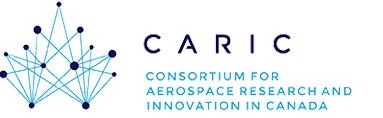 CARIC
CONSORTIUM FOR
AEROSPACE RESEARCH AND
INNOVATION IN CANADA